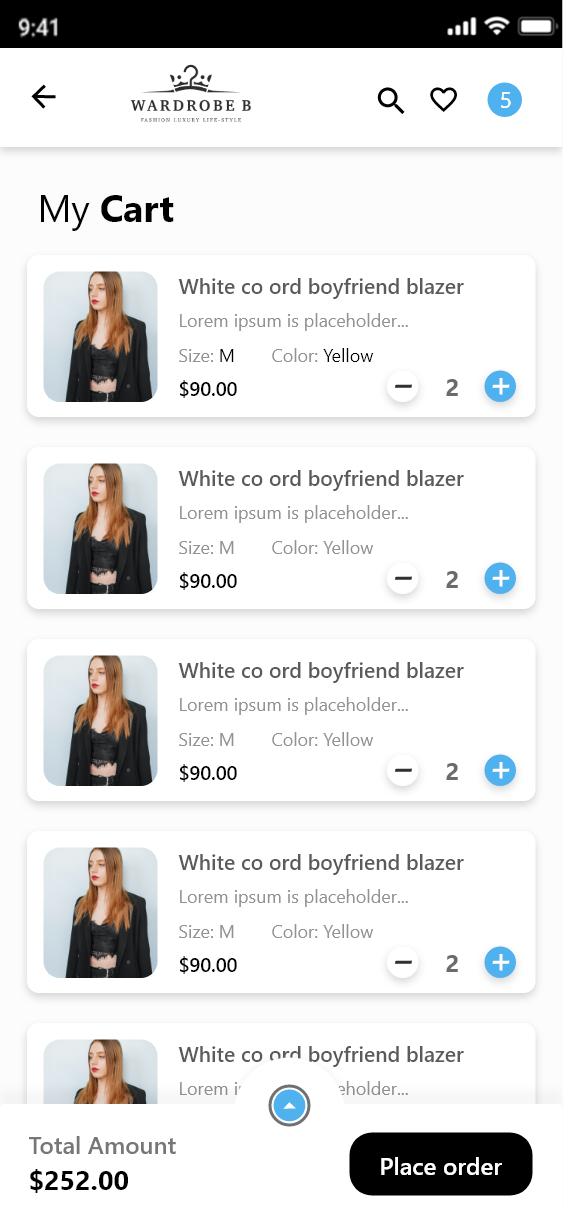 9:41
WARDROBE B
FASHION LUXURY LIFE-STYLE
5
My Cart
White co ord boyfriend blazer
Lorem ipsum is placeholder...
Size: M Color: Yellow
$90.00 2
White co ord boyfriend blazer
Lorem ipsum is placeholder...
Size: M Color: Yellow
$90.00 2
White co ord boyfriend blazer
Lorem ipsum is placeholder...
Size: M Color: Yellow
$90.00 2
White co ord boyfriend blazer
Lorem ipsum is placeholder...
Size: M Color: Yellow
$90.00 2
White co ord boyfriend blazer
Lorem placeholder...
Total Amount
$252.00
Place order